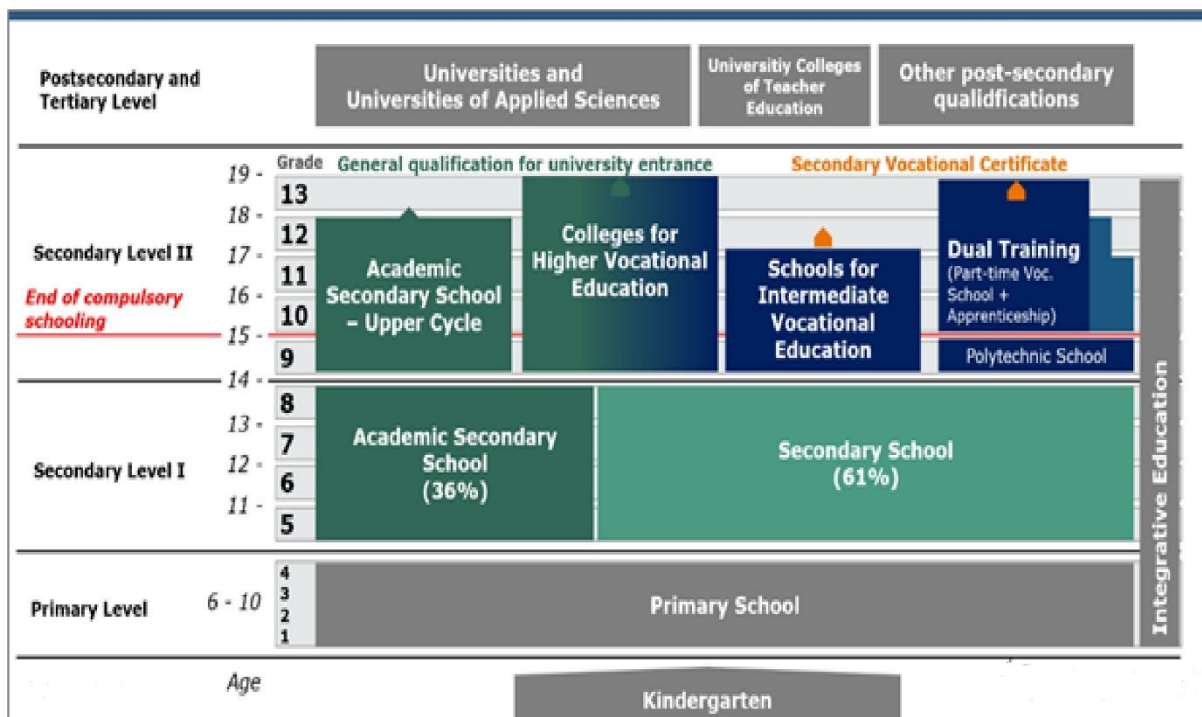 Postsecondary and
Tertiary Level
Universities and
Universities of Applied Sciences
Universitiy Colleges
of Teacher
Education
Other post-secondary
qualidfications
Grade
General qualification for university entrance
Secondary Vocational Certificate
19 -
13
18 -
12
17 -
11
16 -
10
15 -
9
14 -
Secondary Level II
End of compulsory
schooling
Academic
Secondary School
– Upper Cycle
Colleges for
Higher Vocational
Education
Schools for
Intermediate
Vocational
Education
Dual Training
(Part-time Voc.
School +
Apprenticeship)
Polytechnic School
Integrative Education
Secondary Level I
8
13 -
7
12 -
6
11 -
5
Academic Secondary
School
(36%)
Secondary School
(61%)
Primary Level
6 - 10
4
3
2
1
Primary School
Age
Kindergarten